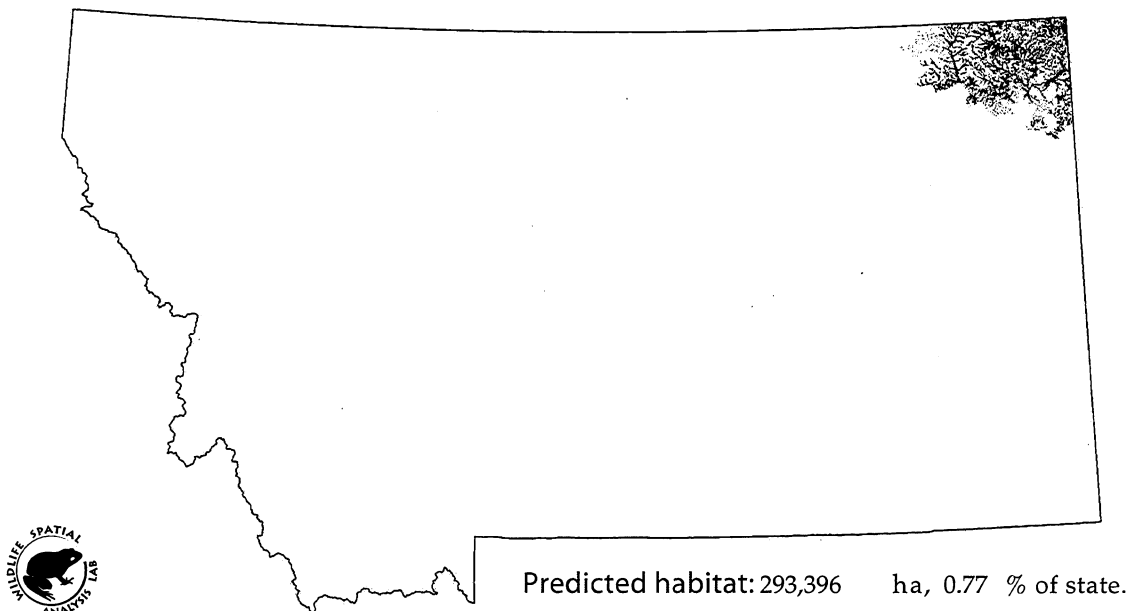 WILDLIFE SPATIAL ANALYSIS LAB
Predicted habitat: 293,396 ha, 0.77 % of state.